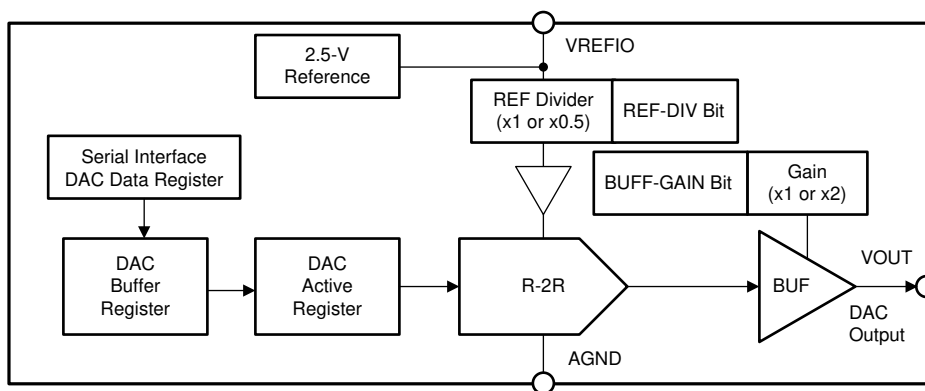 VREFIO
2.5-V
Reference
REF Divider
(x1 or x0.5)
REF-DIV Bit
Serial Interface
DAC Data Register
BUFF-GAIN Bit
Gain
(x1 or x2)
DAC
Buffer
Register
DAC
Active
Register
R-2R
BUF
VOUT
DAC
Output
AGND